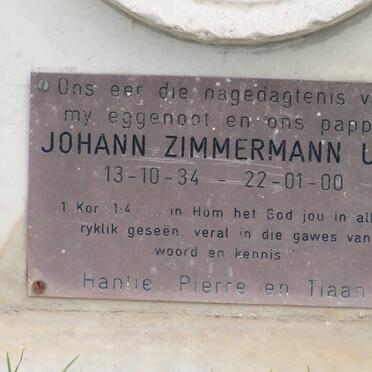 Ons eer die nagedagtenis v
my eggenoot en ons papp
JOHANN ZIMMERMANN U
13-10-34 - 22-01-00
1 Kor. 1:4 ... in Hom het God jou in all
ryklik geseën, veral in die gawes van
woord en kennis"
Hanlie, Pierre en Tiaan